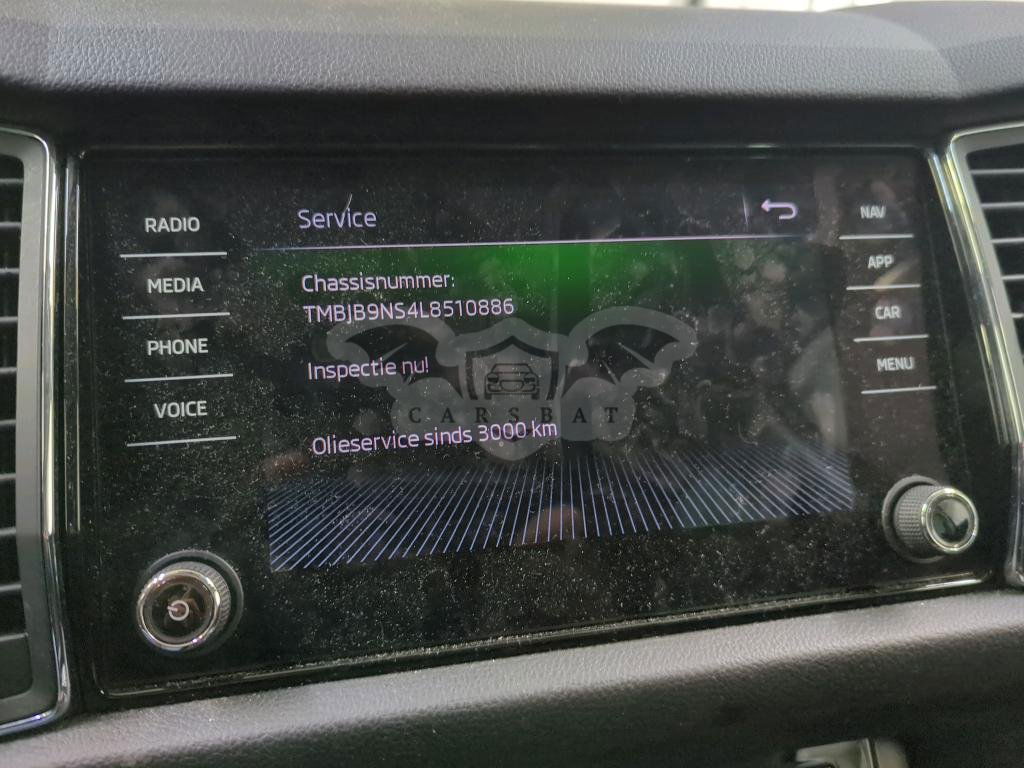 RADIO
MEDIA
PHONE
VOICE
Service
Chassisnummer:
TMBJB9NS4L8510886
Inspectie nu!
Olieservice sinds 3000 km
CARSBAT
NAV
APP
CAR
MENU